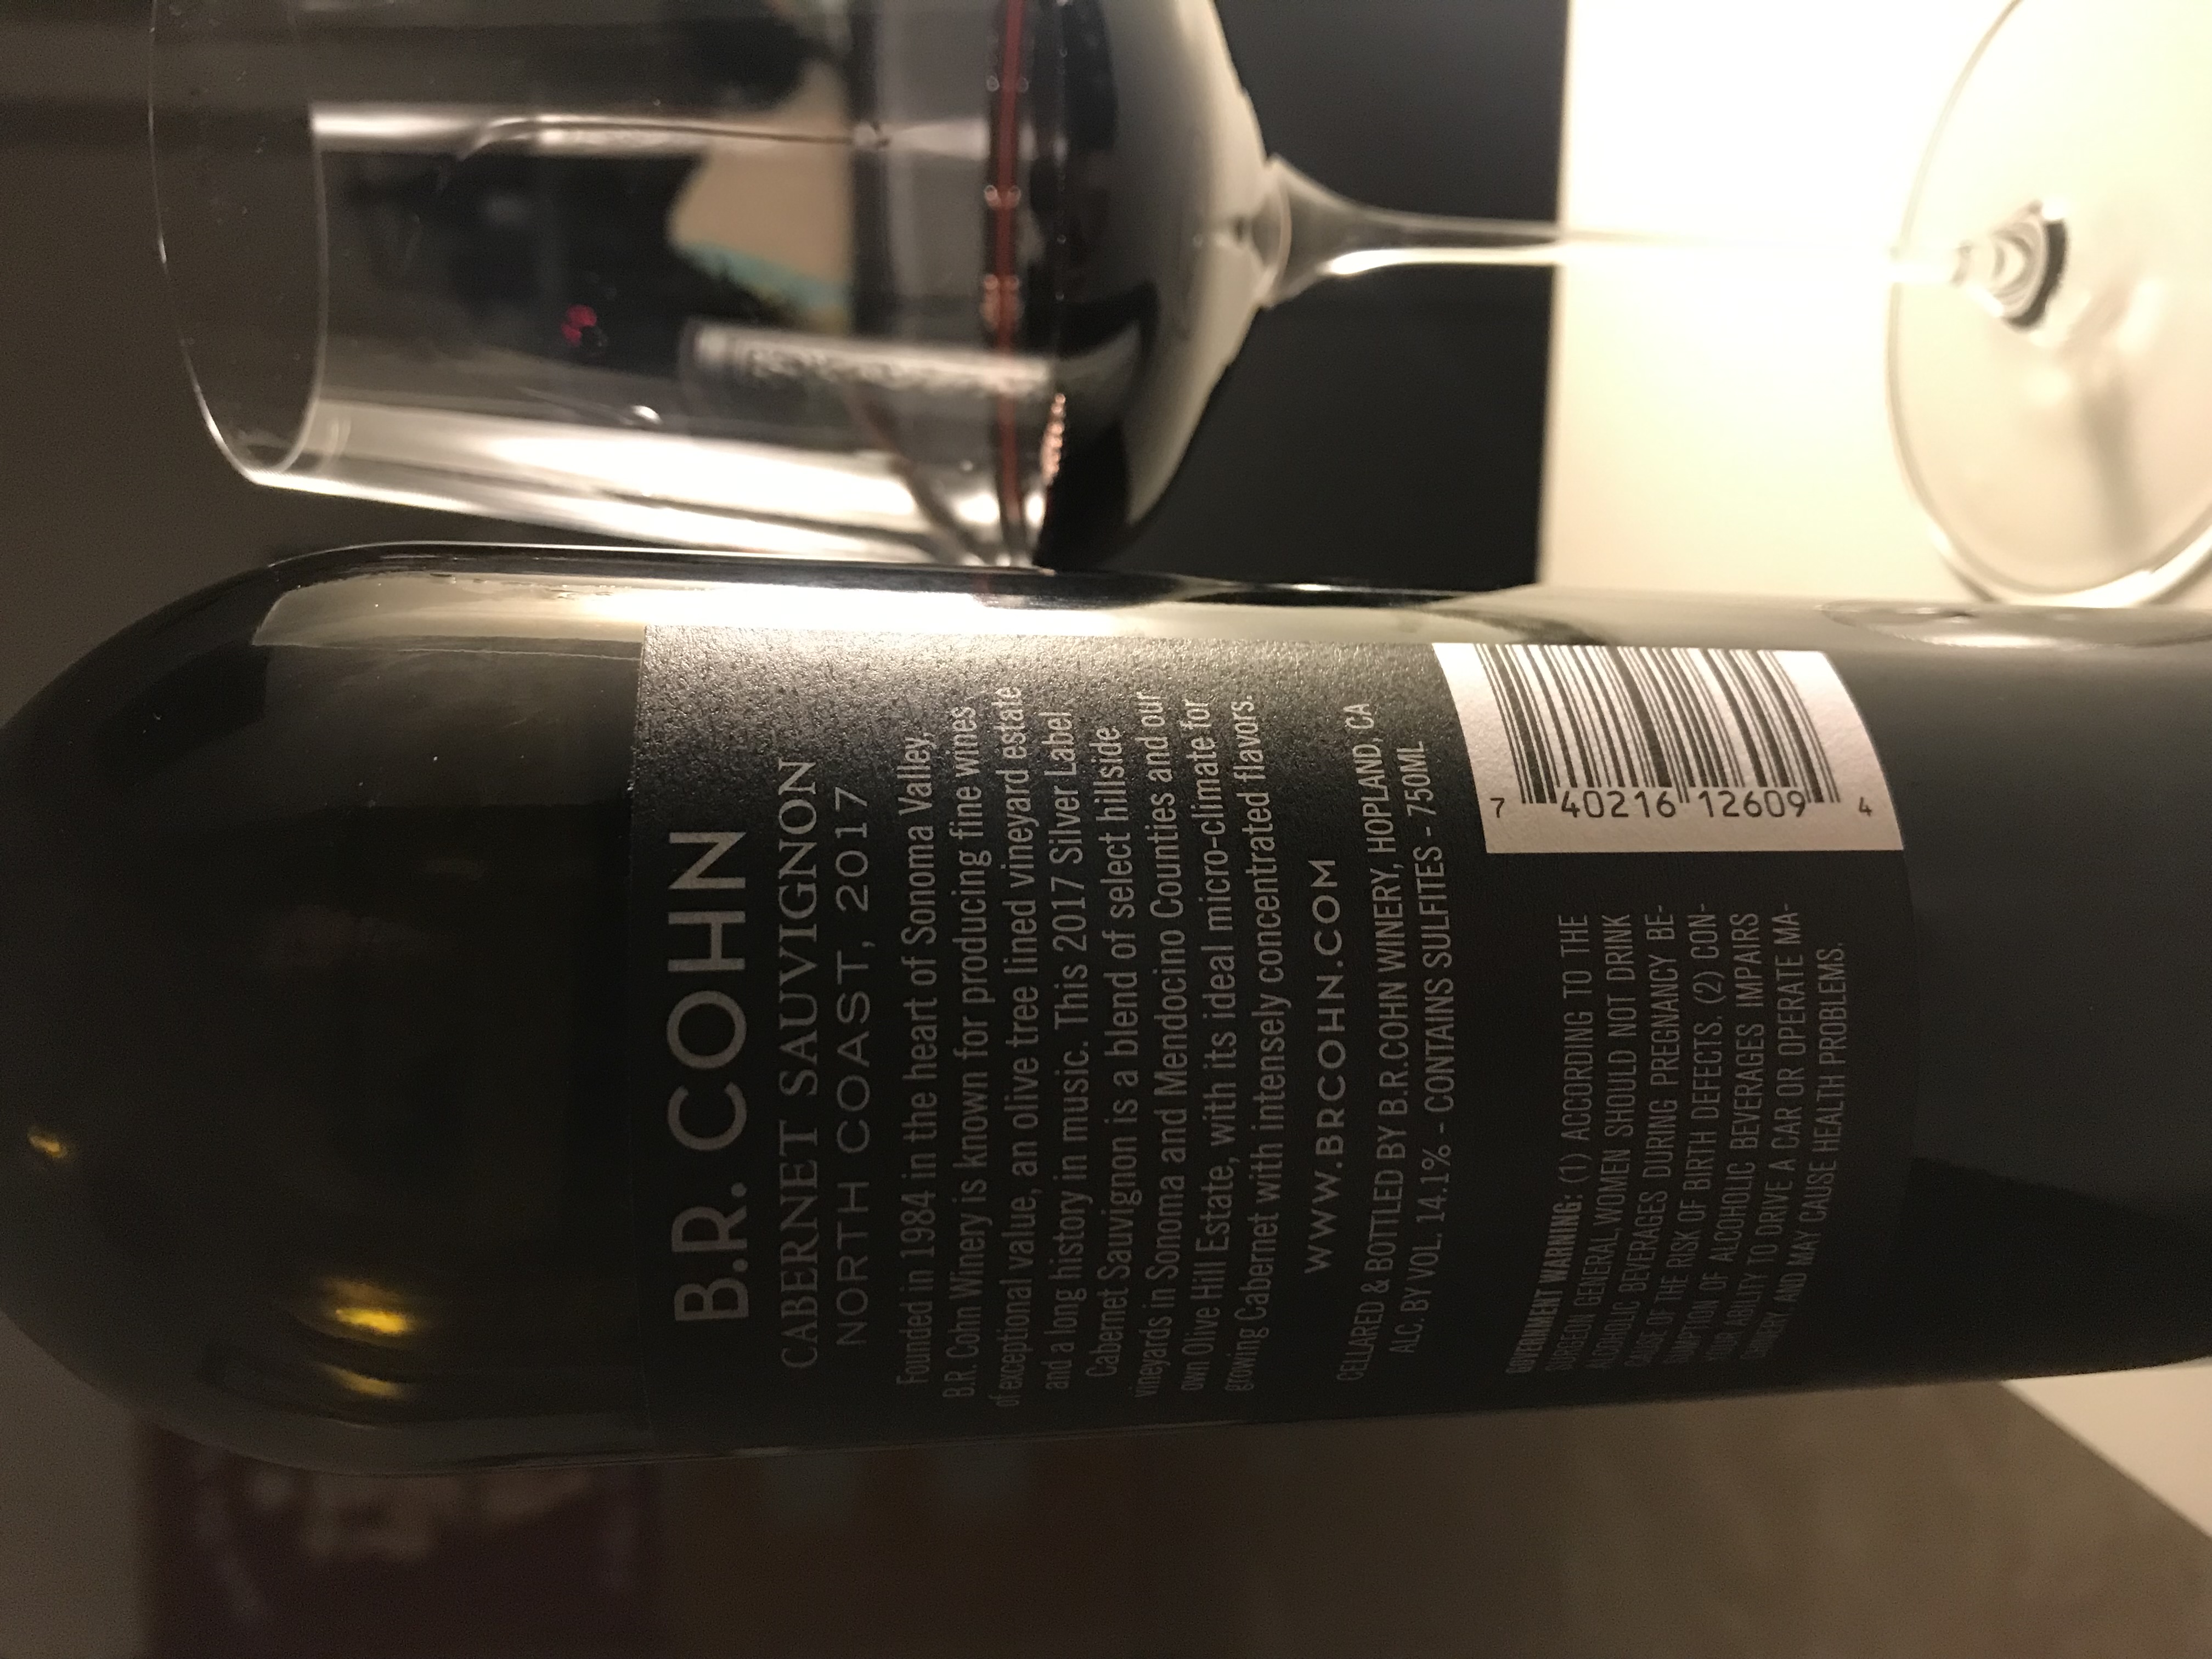 B.R. COHN
CABERNET SAUVIGNON
NORTH COAST, 2017
Founded in 1984 in the heart of Sonoma Valley,
B.R. Cohn Winery is known for producing fine wines
of exceptional value, an olive tree lined vineyard estate
and a long history in music. This 2017 Silver Label
Cabernet Sauvignon is a blend of select hillside
vineyards in Sonoma and Mendocino Counties and our
own Olive Hill Estate, with its ideal micro-climate for
growing Cabernet with intensely concentrated flavors.
WWW.BRCOHN.COM
CELLARED & BOTTLED BY B.R.COHN WINERY, HOPLAND, CA
ALC. BY VOL. 14.1% - CONTAINS SULFITES - 750ML
GOVERNMENT WARNING: (1) ACCORDING TO THE
SURGEON GENERAL, WOMEN SHOULD NOT DRINK
ALCOHOLIC BEVERAGES DURING PREGNANCY BE-
CAUSE OF THE RISK OF BIRTH DEFECTS. (2) CON-
SUMPTION OF ALCOHOLIC BEVERAGES IMPAIRS
YOUR ABILITY TO DRIVE A CAR OR OPERATE MA-
CHINERY, AND MAY CAUSE HEALTH PROBLEMS.
7 40216 12609 4